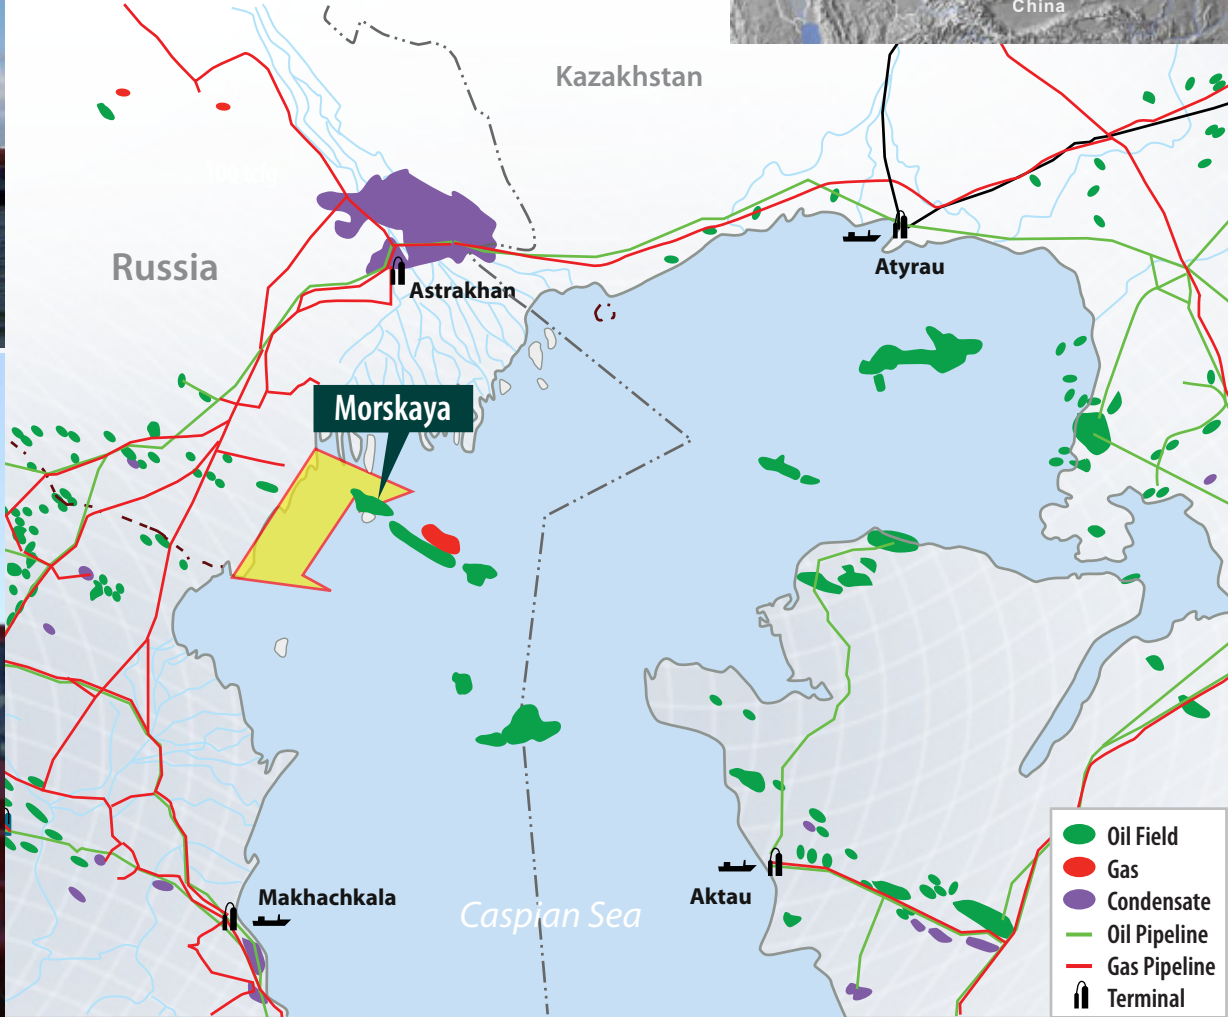 China
Kazakhstan
Russia
Astrakhan
Atyrau
Morskaya
Makhachkala
Caspian Sea
Aktau
Oil Field
Gas
Condensate
Oil Pipeline
Gas Pipeline
Terminal